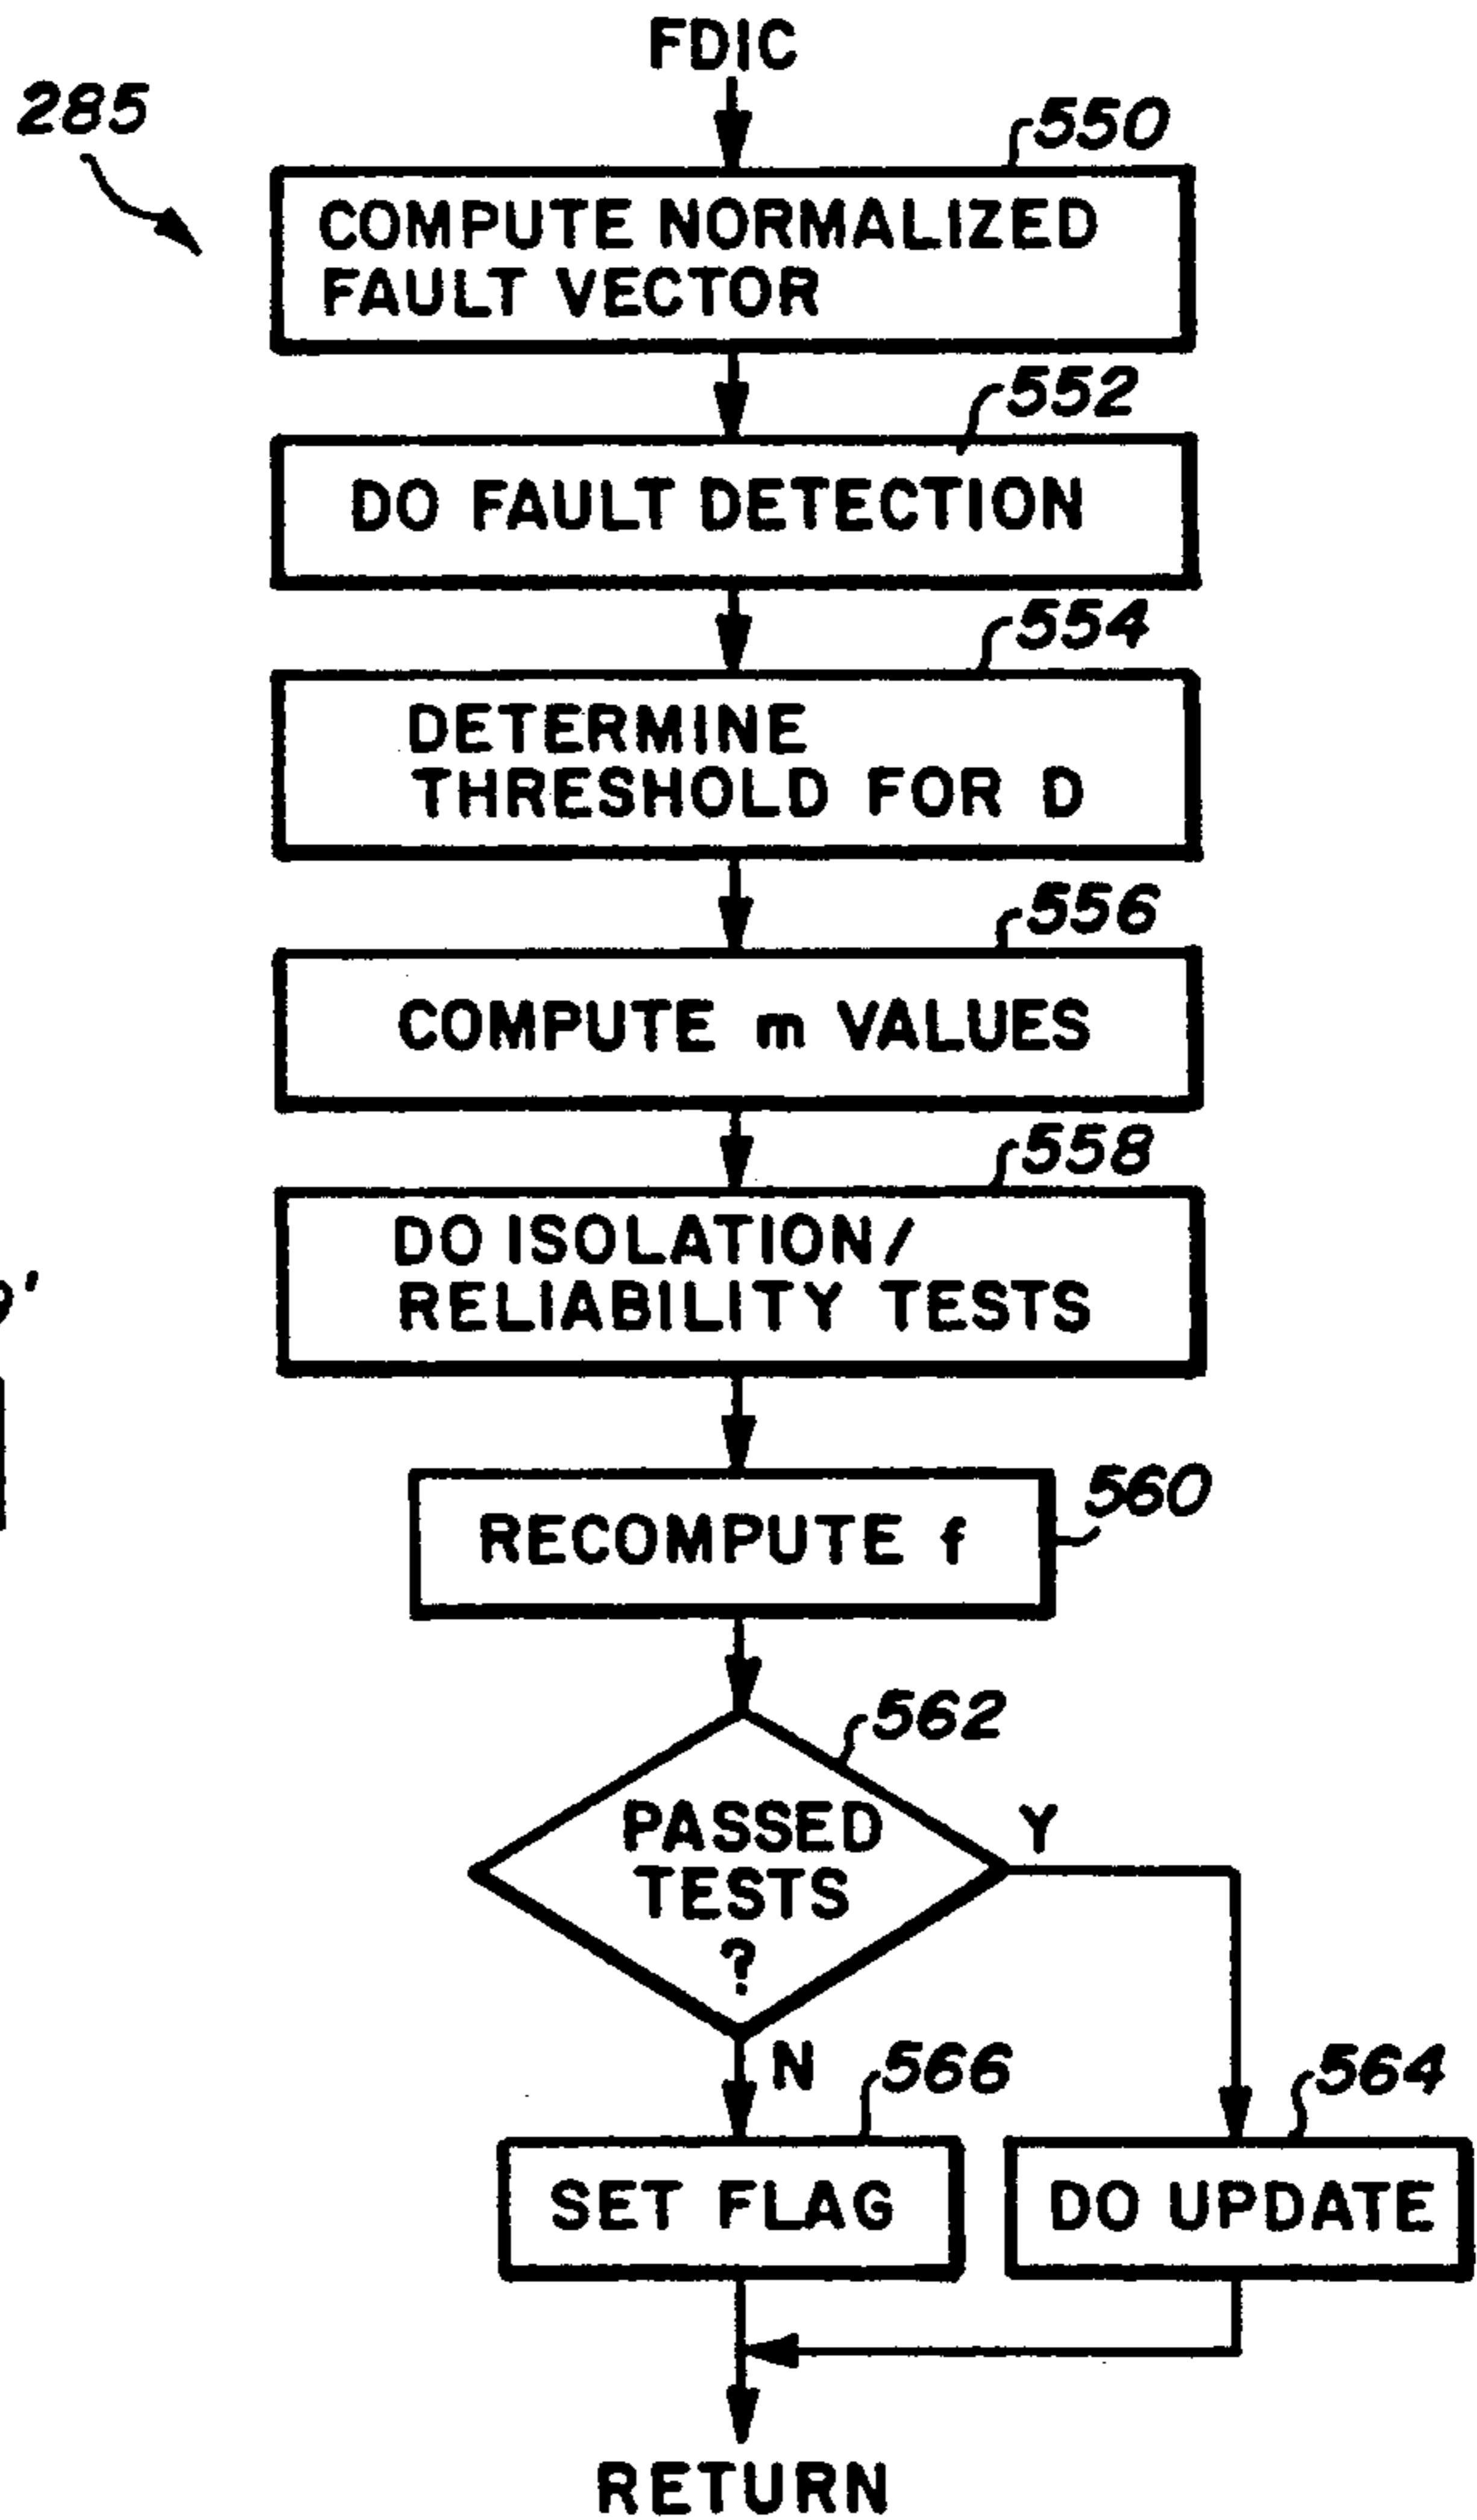 FDIC
285
550
COMPUTE NORMALIZED
FAULT VECTOR
552
DO FAULT DETECTION
554
DETERMINE
THRESHOLD FOR D
556
COMPUTE m VALUES
558
DO ISOLATION/
RELIABILITY TESTS
560
RECOMPUTE f
562
PASSED
TESTS
?
Y
N
566
564
SET FLAG
DO UPDATE
RETURN